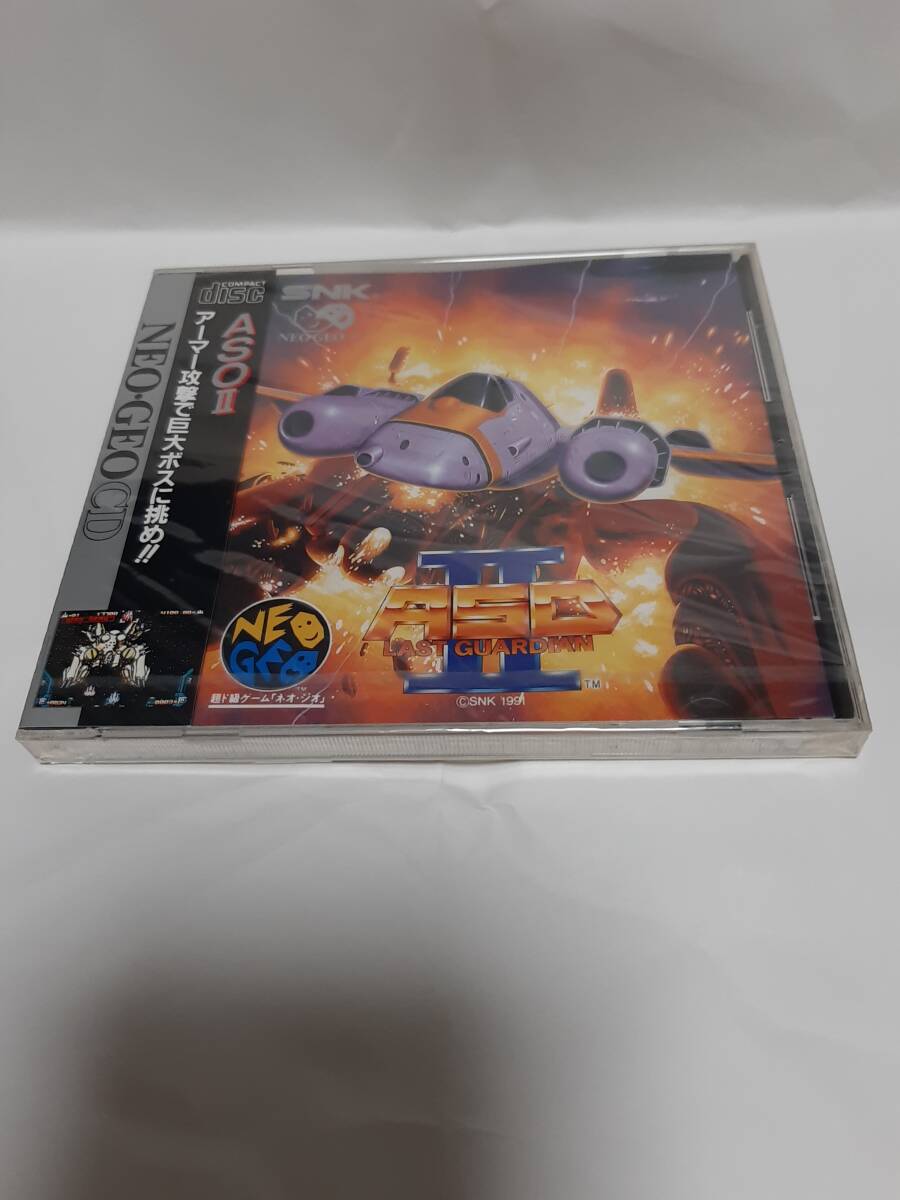 NEO・GEO CD
COMPACT
disc
ASOⅡ
アーマー攻撃で巨大ボスに挑め!!
SNK
NEO・GEO
NEO
GEO
超ド級ゲーム「ネオ・ジオ」
II
ASO
LAST GUARDIAN
TM
©SNK 1991